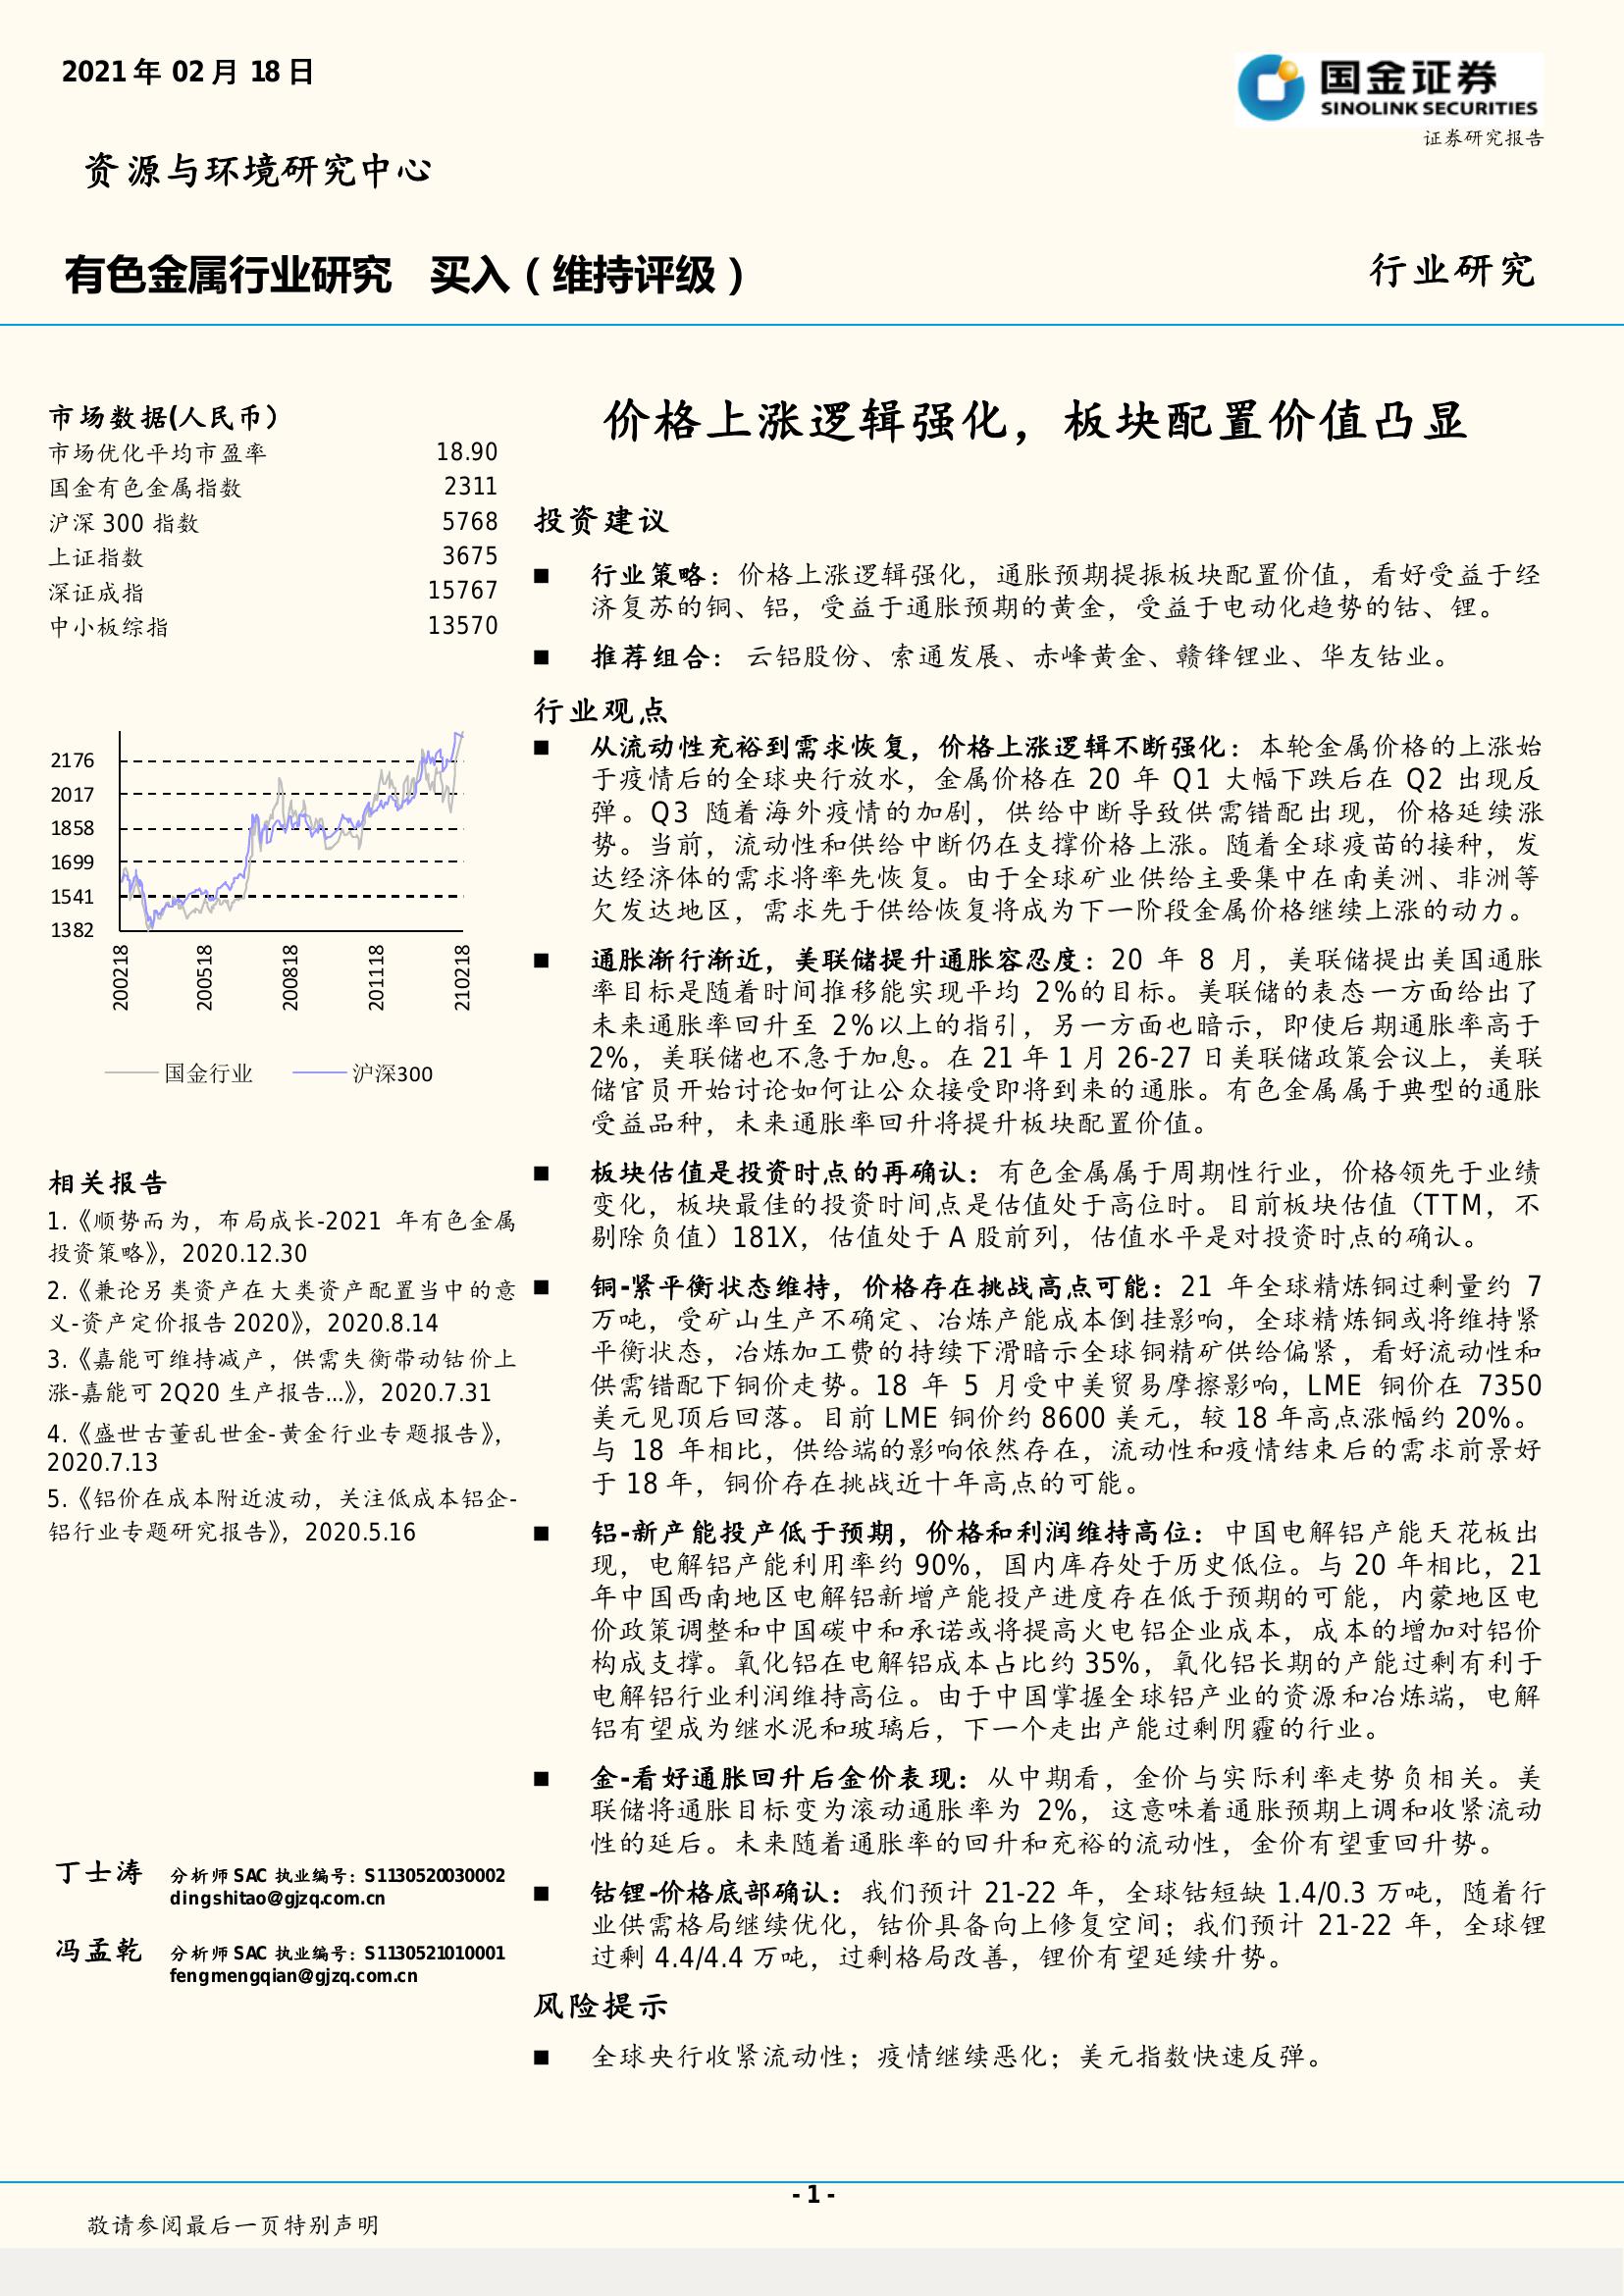 2021 年 02 月 18 日
国金证券
SINOLINK SECURITIES
证券研究报告
资源与环境研究中心
有色金属行业研究 买入（维持评级）
行业研究
市场数据(人民币)
市场优化平均市盈率 18.90
国金有色金属指数 2311
沪深 300 指数 5768
上证指数 3675
深证成指 15767
中小板综指 13570
2176
2017
1858
1699
1541
1382
200218
200518
200818
201118
210218
国金行业 沪深300
相关报告
1.《顺势而为，布局成长-2021 年有色金属
投资策略》，2020.12.30
2.《兼论另类资产在大类资产配置当中的意
义-资产定价报告 2020》，2020.8.14
3.《嘉能可维持减产，供需失衡带动钴价上
涨-嘉能可 2Q20 生产报告...》，2020.7.31
4.《盛世古董乱世金-黄金行业专题报告》，
2020.7.13
5.《铝价在成本附近波动，关注低成本铝企-
铝行业专题研究报告》，2020.5.16
丁士涛 分析师 SAC 执业编号：S1130520030002
dingshitao@gjzq.com.cn
冯孟乾 分析师 SAC 执业编号：S1130521010001
fengmengqian@gjzq.com.cn
价格上涨逻辑强化，板块配置价值凸显
投资建议
■ 行业策略：价格上涨逻辑强化，通胀预期提振板块配置价值，看好受益于经
济复苏的铜、铝，受益于通胀预期的黄金，受益于电动化趋势的钴、锂。
■ 推荐组合： 云铝股份、索通发展、赤峰黄金、赣锋锂业、华友钴业。
行业观点
■ 从流动性充裕到需求恢复，价格上涨逻辑不断强化：本轮金属价格的上涨始
于疫情后的全球央行放水，金属价格在 20 年 Q1 大幅下跌后在 Q2 出现反
弹。Q3 随着海外疫情的加剧，供给中断导致供需错配出现，价格延续涨
势。当前，流动性和供给中断仍在支撑价格上涨。随着全球疫苗的接种，发
达经济体的需求将率先恢复。由于全球矿业供给主要集中在南美洲、非洲等
欠发达地区，需求先于供给恢复将成为下一阶段金属价格继续上涨的动力。
■ 通胀渐行渐近，美联储提升通胀容忍度：20 年 8 月，美联储提出美国通胀
率目标是随着时间推移能实现平均 2%的目标。美联储的表态一方面给出了
未来通胀率回升至 2%以上的指引，另一方面也暗示，即使后期通胀率高于
2%，美联储也不急于加息。在 21 年 1 月 26-27 日美联储政策会议上，美联
储官员开始讨论如何让公众接受即将到来的通胀。有色金属属于典型的通胀
受益品种，未来通胀率回升将提升板块配置价值。
■ 板块估值是投资时点的再确认：有色金属属于周期性行业，价格领先于业绩
变化，板块最佳的投资时间点是估值处于高位时。目前板块估值（TTM，不
剔除负值）181X，估值处于 A 股前列，估值水平是对投资时点的确认。
■ 铜-紧平衡状态维持，价格存在挑战高点可能：21 年全球精炼铜过剩量约 7
万吨，受矿山生产不确定、冶炼产能成本倒挂影响，全球精炼铜或将维持紧
平衡状态，冶炼加工费的持续下滑暗示全球铜精矿供给偏紧，看好流动性和
供需错配下铜价走势。18 年 5 月受中美贸易摩擦影响，LME 铜价在 7350
美元见顶后回落。目前 LME 铜价约 8600 美元，较 18 年高点涨幅约 20%。
与 18 年相比，供给端的影响依然存在，流动性和疫情结束后的需求前景好
于 18 年，铜价存在挑战近十年高点的可能。
■ 铝-新产能投产低于预期，价格和利润维持高位：中国电解铝产能天花板出
现，电解铝产能利用率约 90%，国内库存处于历史低位。与 20 年相比，21
年中国西南地区电解铝新增产能投产进度存在低于预期的可能，内蒙地区电
价政策调整和中国碳中和承诺或将提高火电铝企业成本，成本的增加对铝价
构成支撑。氧化铝在电解铝成本占比约 35%，氧化铝长期的产能过剩有利于
电解铝行业利润维持高位。由于中国掌握全球铝产业的资源和冶炼端，电解
铝有望成为继水泥和玻璃后，下一个走出产能过剩阴霾的行业。
■ 金-看好通胀回升后金价表现：从中期看，金价与实际利率走势负相关。美
联储将通胀目标变为滚动通胀率为 2%，这意味着通胀预期上调和收紧流动
性的延后。未来随着通胀率的回升和充裕的流动性，金价有望重回升势。
■ 钴锂-价格底部确认：我们预计 21-22 年，全球钴短缺 1.4/0.3 万吨，随着行
业供需格局继续优化，钴价具备向上修复空间；我们预计 21-22 年，全球锂
过剩 4.4/4.4 万吨，过剩格局改善，锂价有望延续升势。
风险提示
■ 全球央行收紧流动性；疫情继续恶化；美元指数快速反弹。
- 1 -
敬请参阅最后一页特别声明